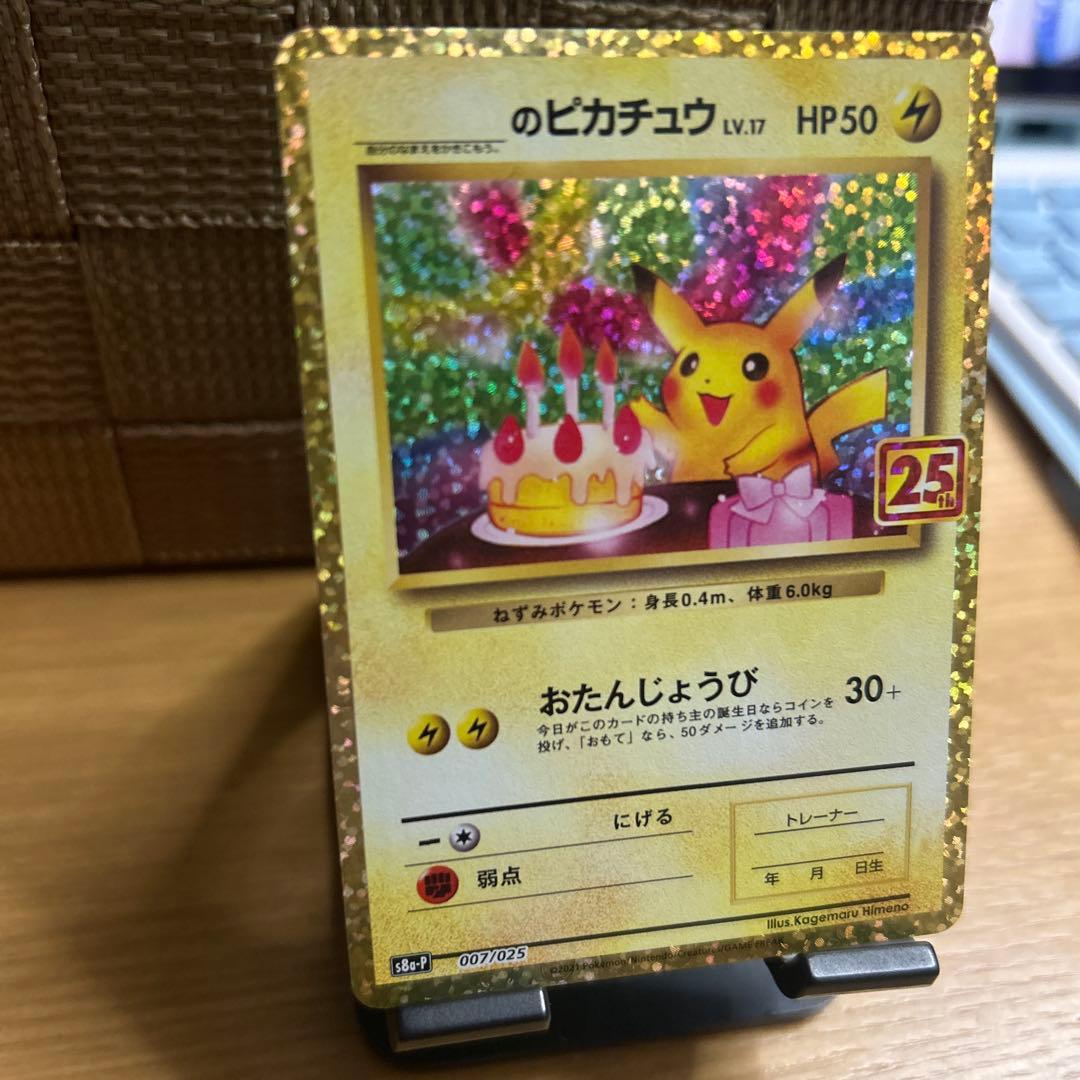 のピカチュウ LV.17 HP50
自分のなまえをかきこもう。
25th
ねずみポケモン：身長0.4m、体重6.0kg
おたんじょうび 30+
今日がこのカードの持ち主の誕生日ならコインを
投げ、「おもて」なら、50ダメージを追加する。
にげる
トレーナー
弱点
年 月 日生
Illus.Kagemaru Himeno
s8a-P 007/025
©2021 Pokémon/Nintendo/Creatures/GAME FREAK